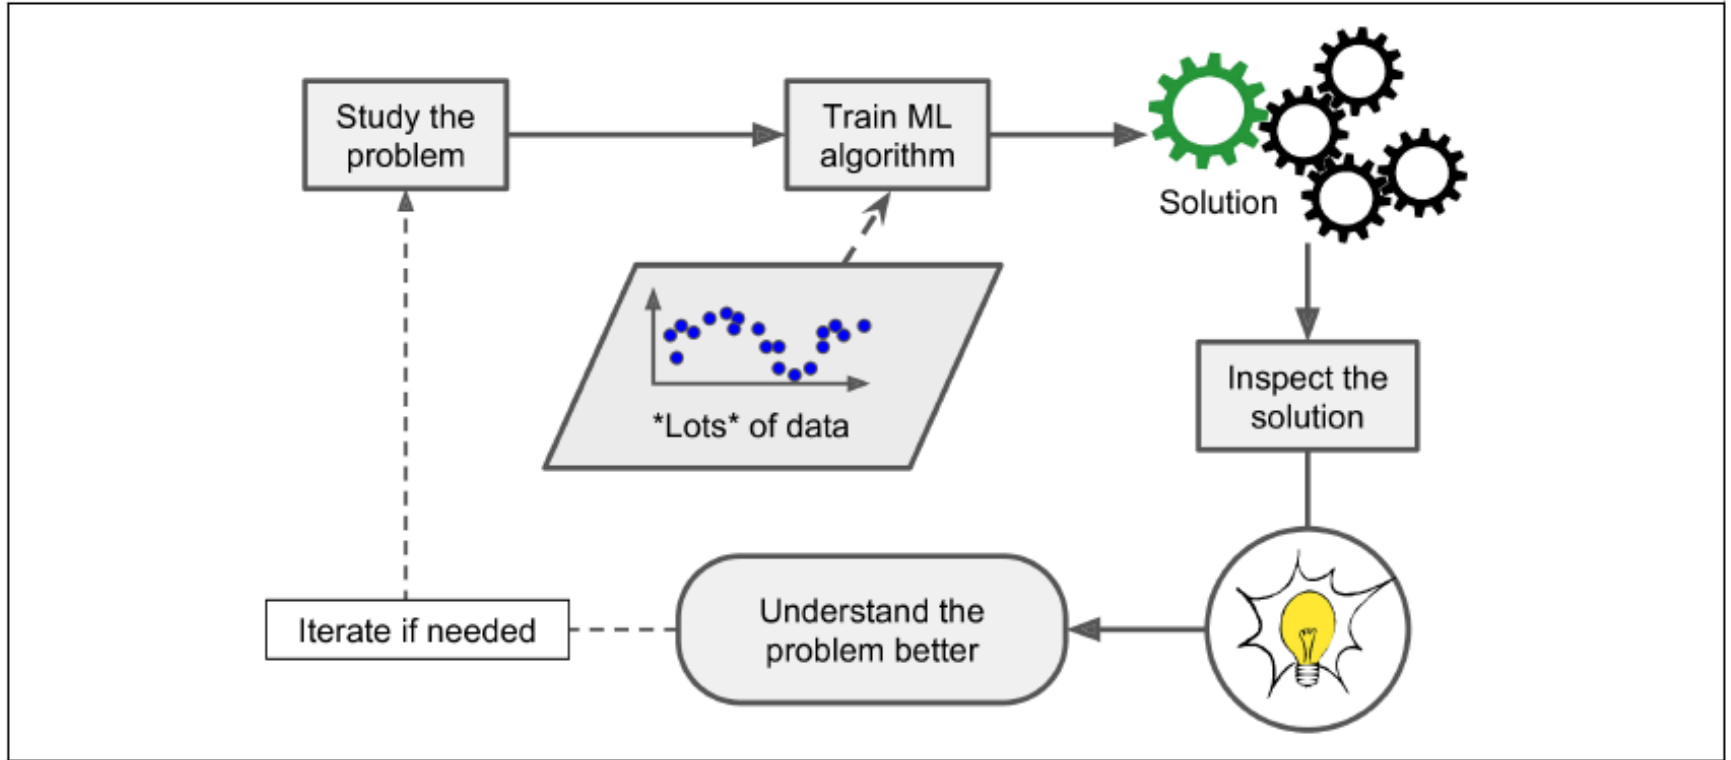 Study the
problem
Train ML
algorithm
Solution
*Lots* of data
Inspect the
solution
Understand the
problem better
Iterate if needed